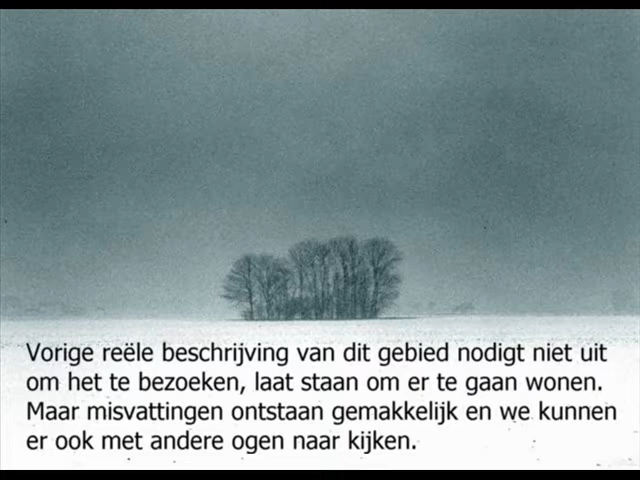 Vorige reële beschrijving van dit gebied nodigt niet uit
om het te bezoeken, laat staan om er te gaan wonen.
Maar misvattingen ontstaan gemakkelijk en we kunnen
er ook met andere ogen naar kijken.